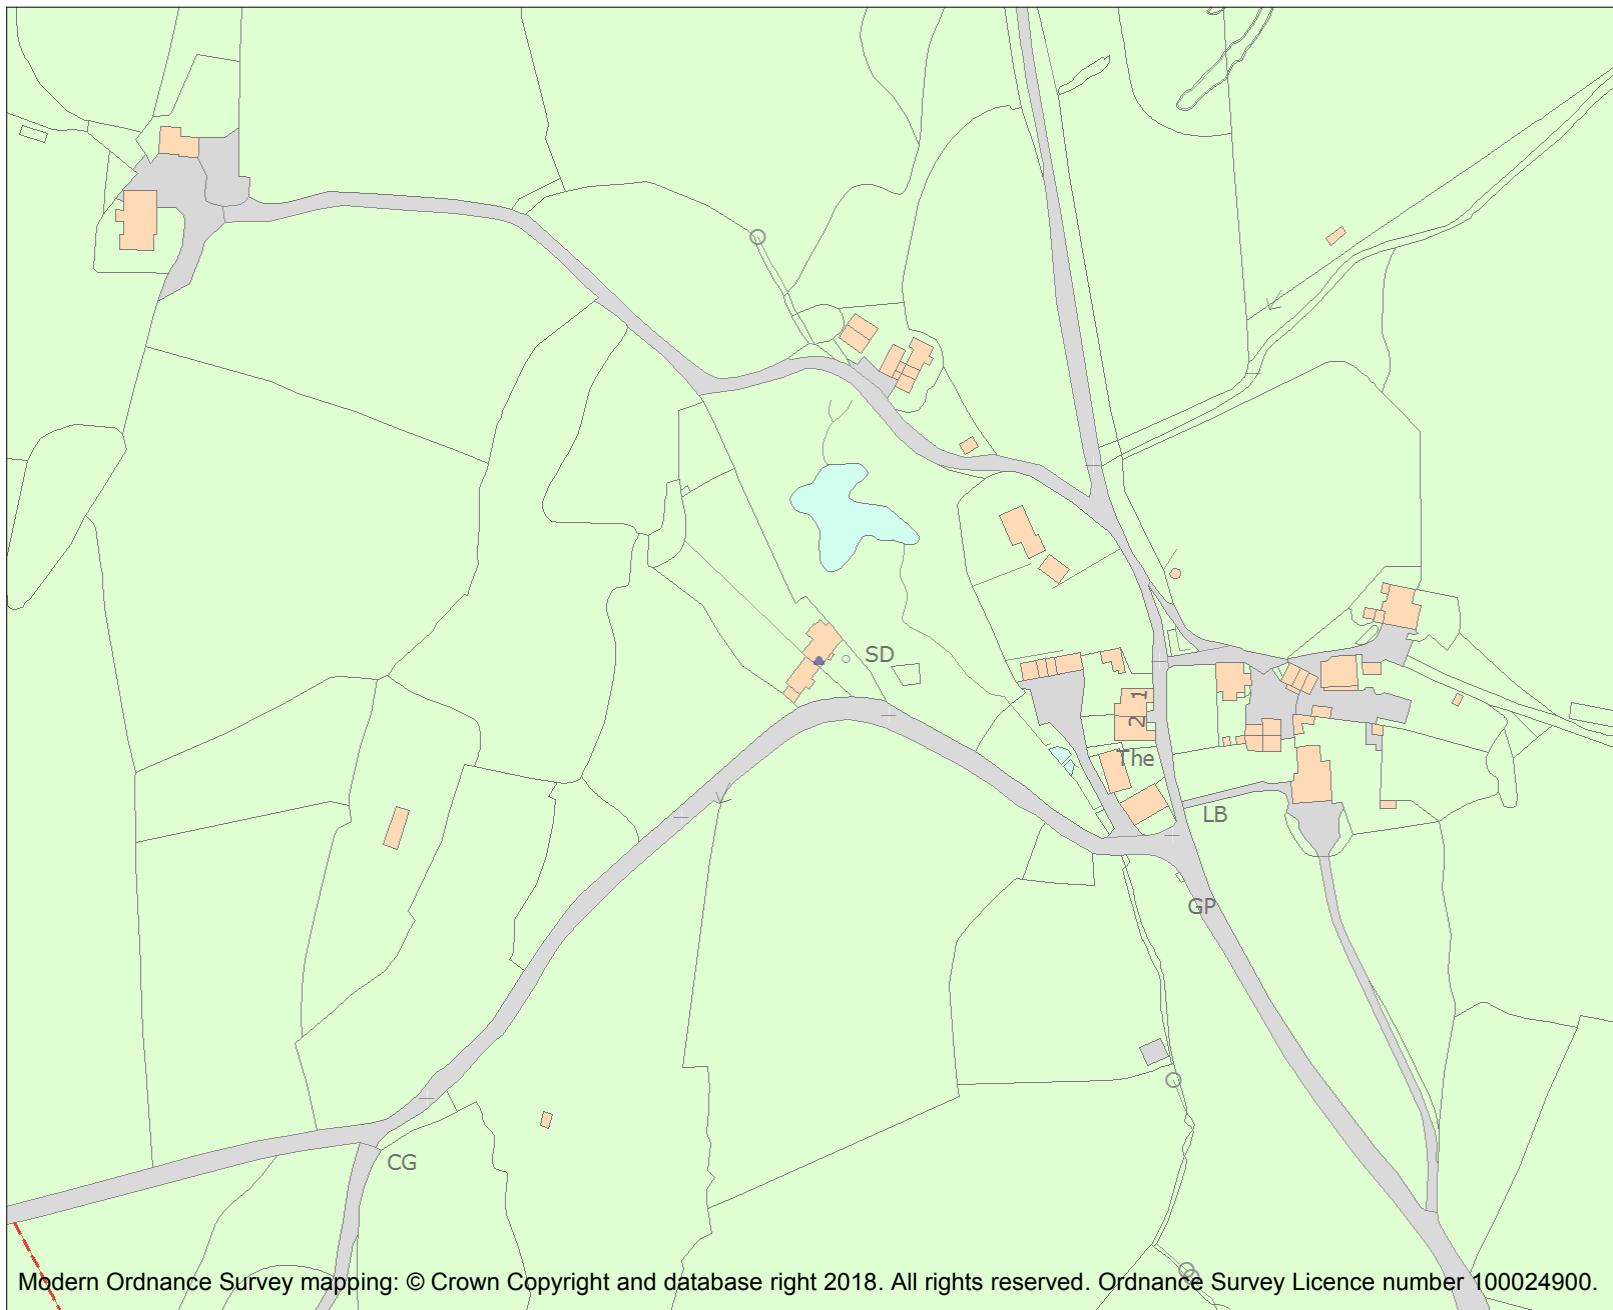 SD
1
2
The
LB
GP
CG
Modern Ordnance Survey mapping: © Crown Copyright and database right 2018. All rights reserved. Ordnance Survey Licence number 100024900.